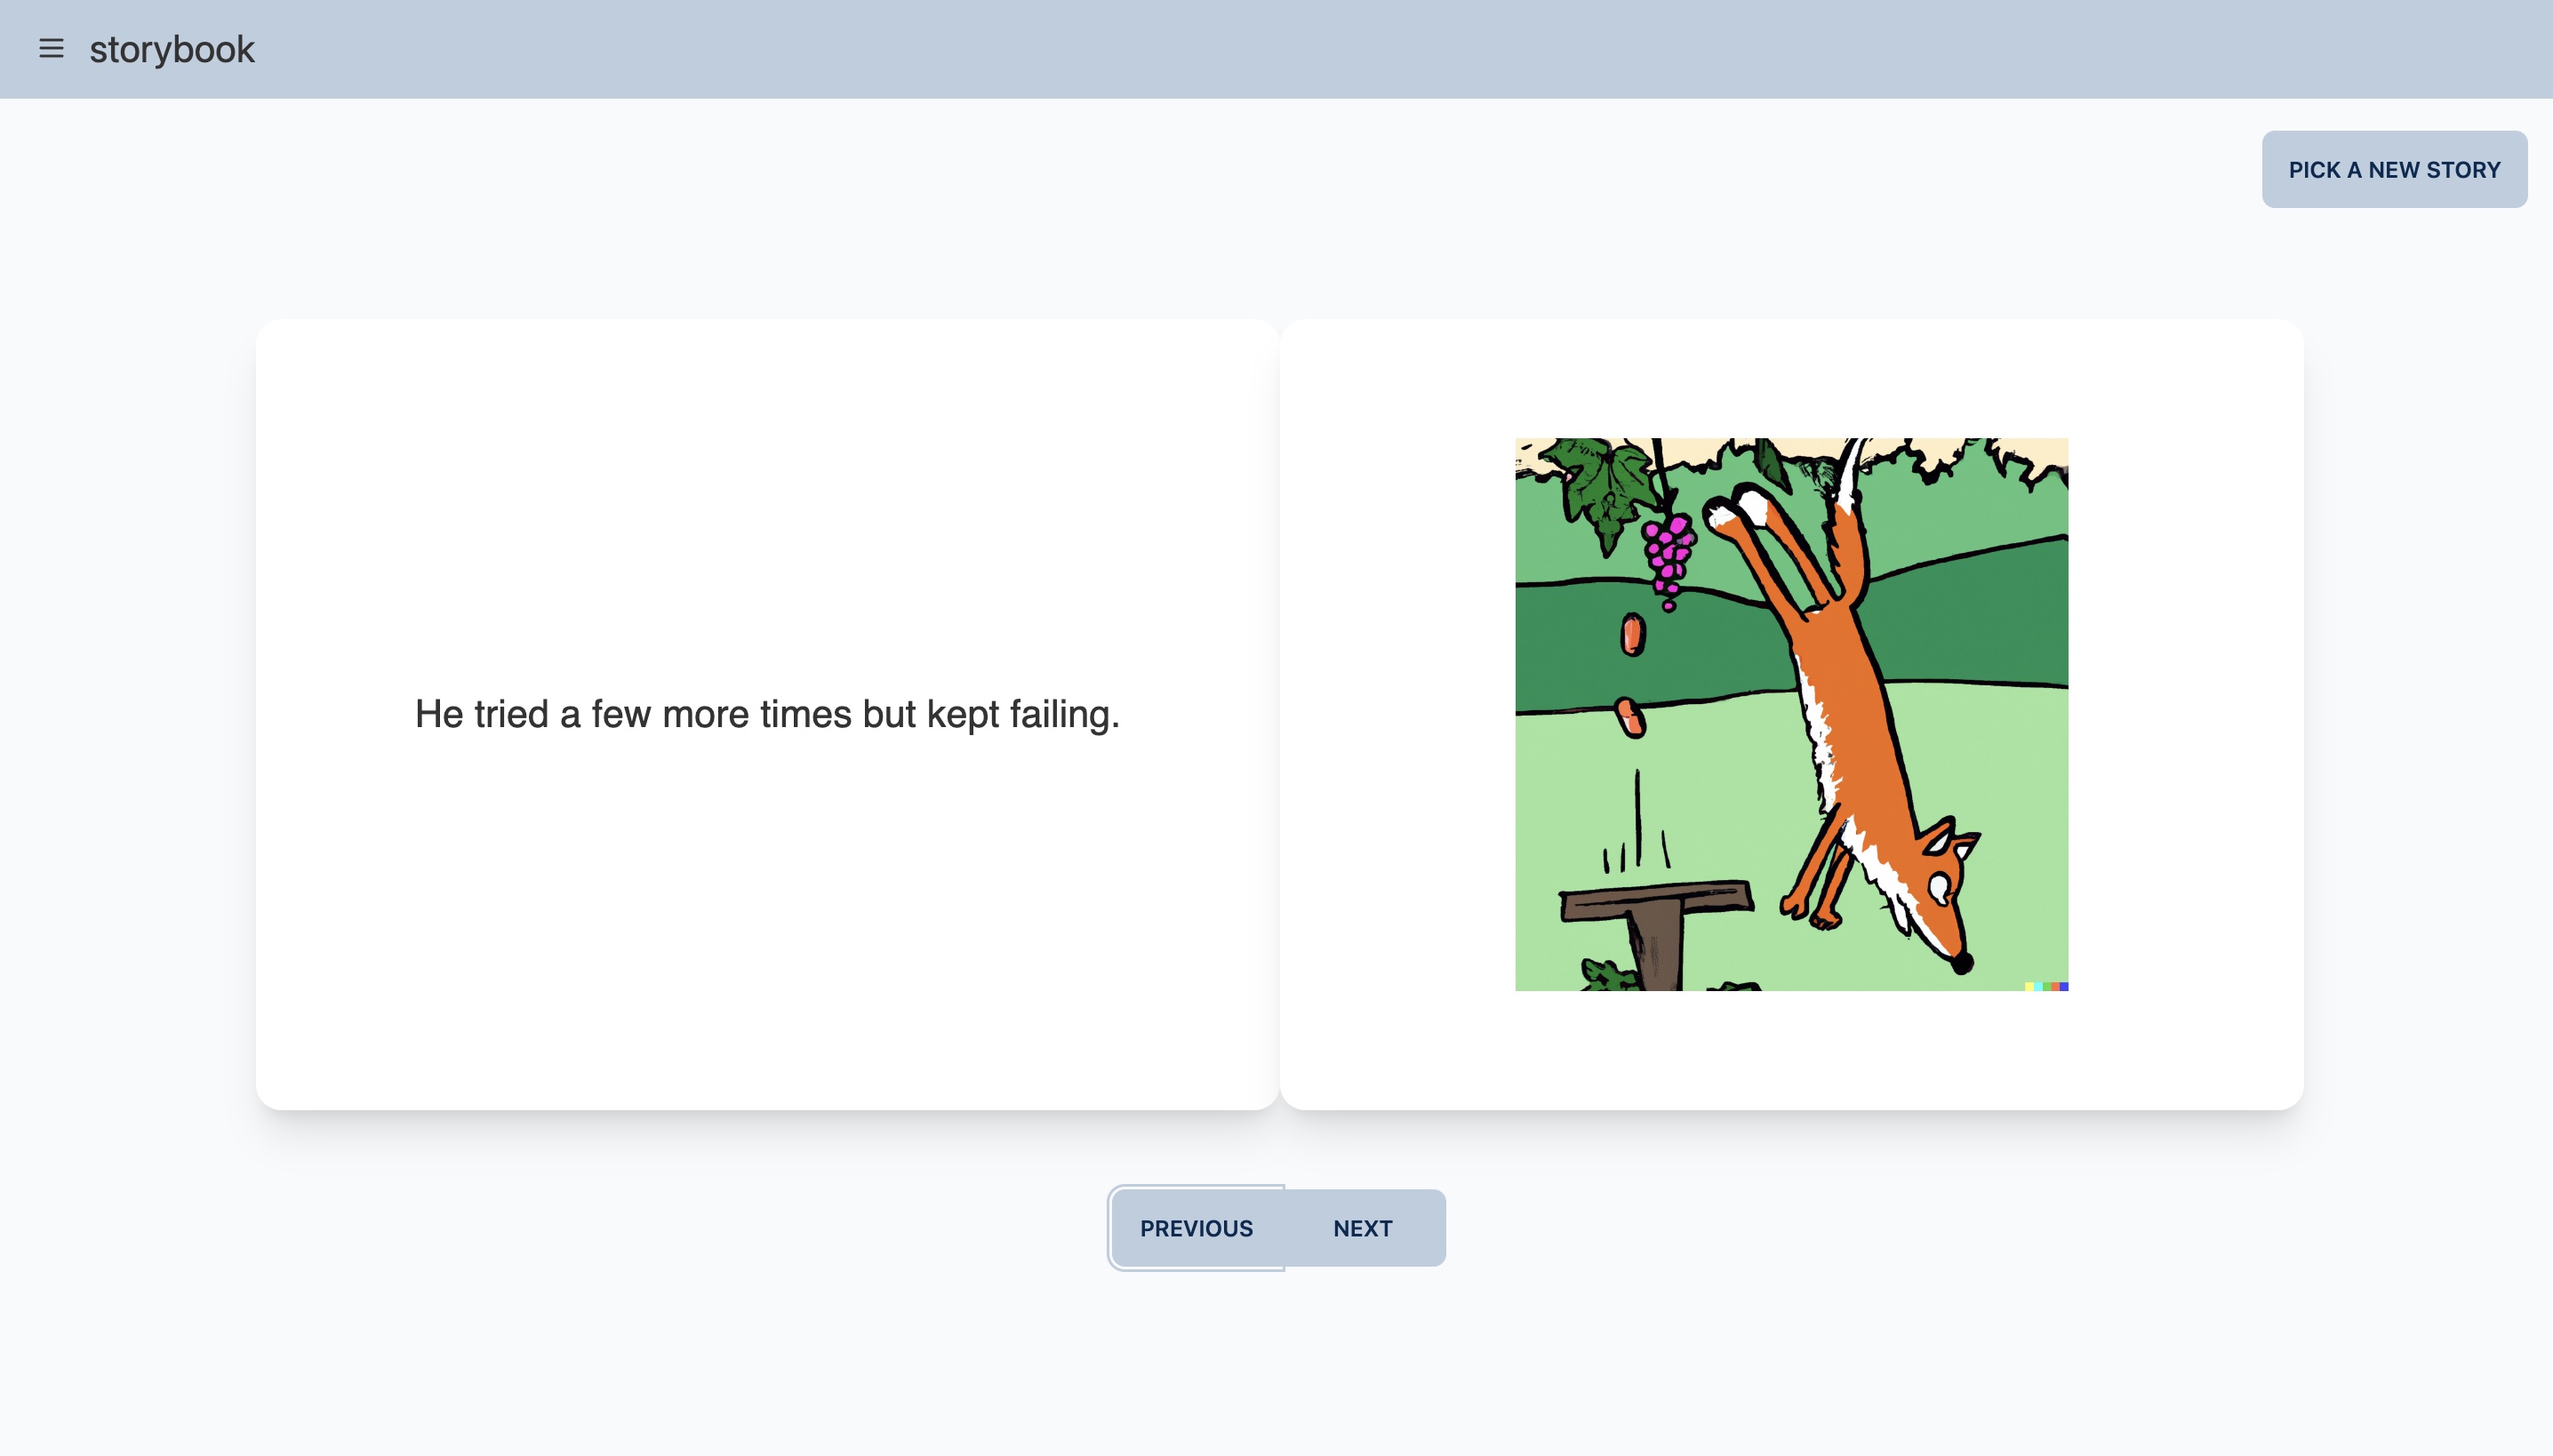 storybook
PICK A NEW STORY
He tried a few more times but kept failing.
PREVIOUS
NEXT